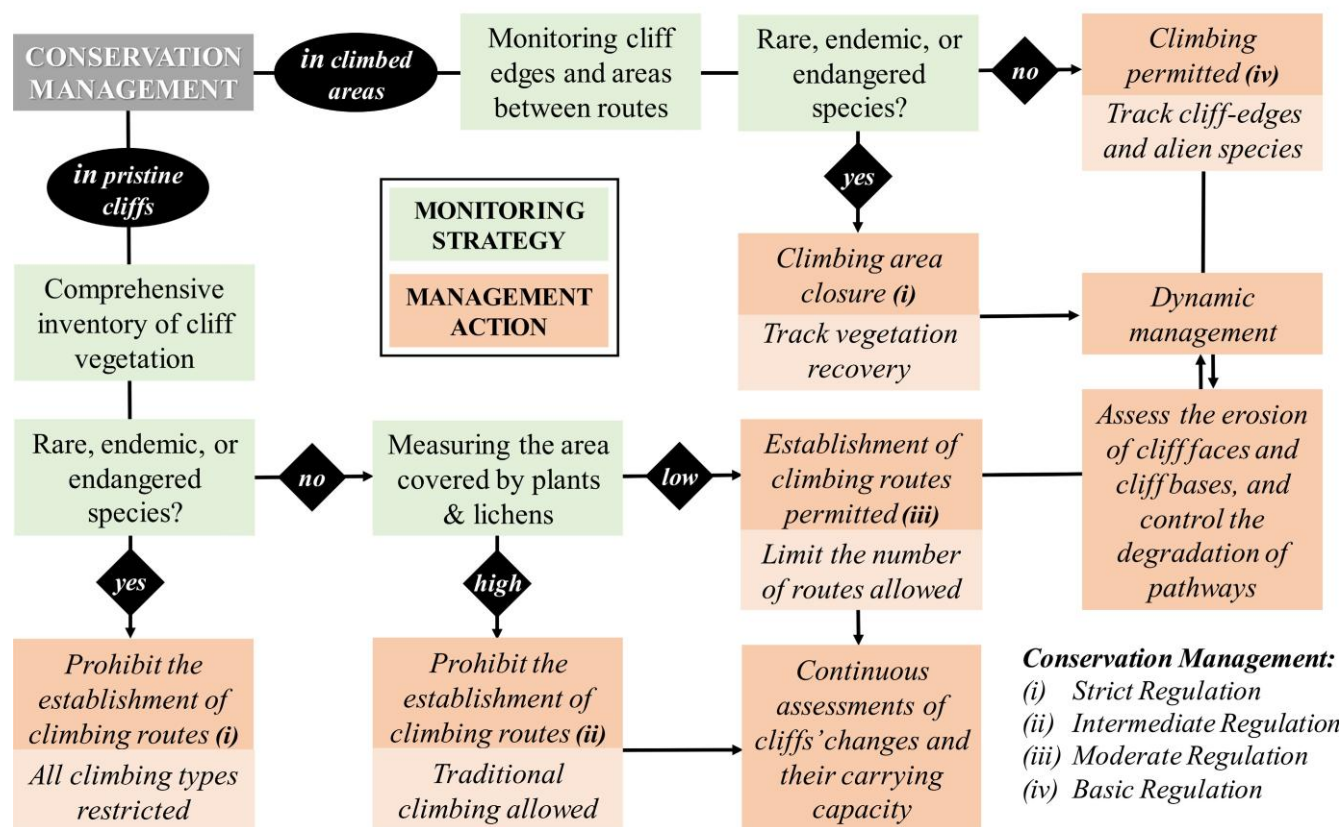 CONSERVATION
MANAGEMENT
in climbed
areas
Monitoring cliff
edges and areas
between routes
Rare, endemic, or
endangered
species?
no
Climbing
permitted (iv)
Track cliff-edges
and alien species
in pristine
cliffs
MONITORING
STRATEGY
MANAGEMENT
ACTION
yes
Climbing area
closure (i)
Track vegetation
recovery
Dynamic
management
Comprehensive
inventory of cliff
vegetation
Rare, endemic, or
endangered
species?
no
Measuring the area
covered by plants
& lichens
low
Establishment of
climbing routes
permitted (iii)
Limit the number
of routes allowed
Assess the erosion
of cliff faces and
cliff bases, and
control the
degradation of
pathways
yes
high
Prohibit the
establishment of
climbing routes (i)
All climbing types
restricted
Prohibit the
establishment of
climbing routes (ii)
Traditional
climbing allowed
Continuous
assessments of
cliffs’ changes and
their carrying
capacity
Conservation Management:
(i) Strict Regulation
(ii) Intermediate Regulation
(iii) Moderate Regulation
(iv) Basic Regulation